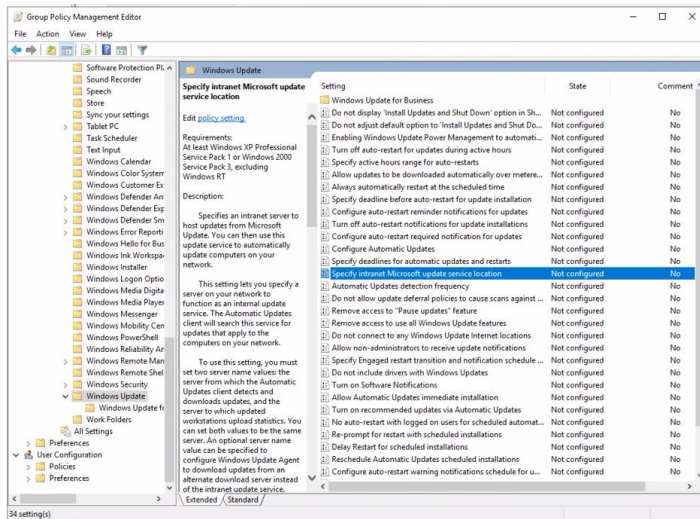 Group Policy Management Editor
File Action View Help
Software Protection Pl
Sound Recorder
Speech
Store
Sync your settings
Tablet PC
Task Scheduler
Text Input
Windows Calendar
Windows Color System
Windows Customer Ex
Windows Defender An
Windows Defender Exp
Windows Defender Sm
Windows Error Reporti
Windows Hello for Bus
Windows Ink Workspa
Windows Installer
Windows Logon Optio
Windows Media Digita
Windows Media Player
Windows Messenger
Windows Mobility Cen
Windows PowerShell
Windows Reliability Ar
Windows Remote Man
Windows Remote Shel
Windows Security
Windows Update
Windows Update fo
Work Folders
All Settings
Preferences
User Configuration
Policies
Preferences
Windows Update
Specify intranet Microsoft update
service location
Edit policy setting
Requirements:
At least Windows XP Professional
Service Pack 1 or Windows 2000
Service Pack 3, excluding
Windows RT
Description:
Specifies an intranet server to
host updates from Microsoft
Update. You can then use this
update service to automatically
update computers on your
network.
This setting lets you specify a
server on your network to
function as an internal update
service. The Automatic Updates
client will search this service for
updates that apply to the
computers on your network.
To use this setting, you must
set two server name values: the
server from which the Automatic
Updates client detects and
downloads updates, and the
server to which updated
workstations upload statistics. You
can set both values to be the same
server. An optional server name
value can be specified to
configure Windows Update Agent
to download updates from an
alternate download server instead
of the intranet update service.
Setting State Comment
Windows Update for Business
Do not display 'Install Updates and Shut Down' option in Sh... Not configured No
Do not adjust default option to 'Install Updates and Shut Do... Not configured No
Enabling Windows Update Power Management to automati... Not configured No
Turn off auto-restart for updates during active hours Not configured No
Specify active hours range for auto-restarts Not configured No
Allow updates to be downloaded automatically over metere... Not configured No
Always automatically restart at the scheduled time Not configured No
Specify deadline before auto-restart for update installation Not configured No
Configure auto-restart reminder notifications for updates Not configured No
Turn off auto-restart notifications for update installations Not configured No
Configure auto-restart required notification for updates Not configured No
Configure Automatic Updates Not configured No
Specify deadlines for automatic updates and restarts Not configured No
Specify intranet Microsoft update service location Not configured No
Automatic Updates detection frequency Not configured No
Do not allow update deferral policies to cause scans against ... Not configured No
Remove access to "Pause updates" feature Not configured No
Remove access to use all Windows Update features Not configured No
Do not connect to any Windows Update Internet locations Not configured No
Allow non-administrators to receive update notifications Not configured No
Specify Engaged restart transition and notification schedule ... Not configured No
Do not include drivers with Windows Updates Not configured No
Turn on Software Notifications Not configured No
Allow Automatic Updates immediate installation Not configured No
Turn on recommended updates via Automatic Updates Not configured No
No auto-restart with logged on users for scheduled automat... Not configured No
Re-prompt for restart with scheduled installations Not configured No
Delay Restart for scheduled installations Not configured No
Reschedule Automatic Updates scheduled installations Not configured No
Configure auto-restart warning notifications schedule for u... Not configured No
Extended Standard
34 setting(s)